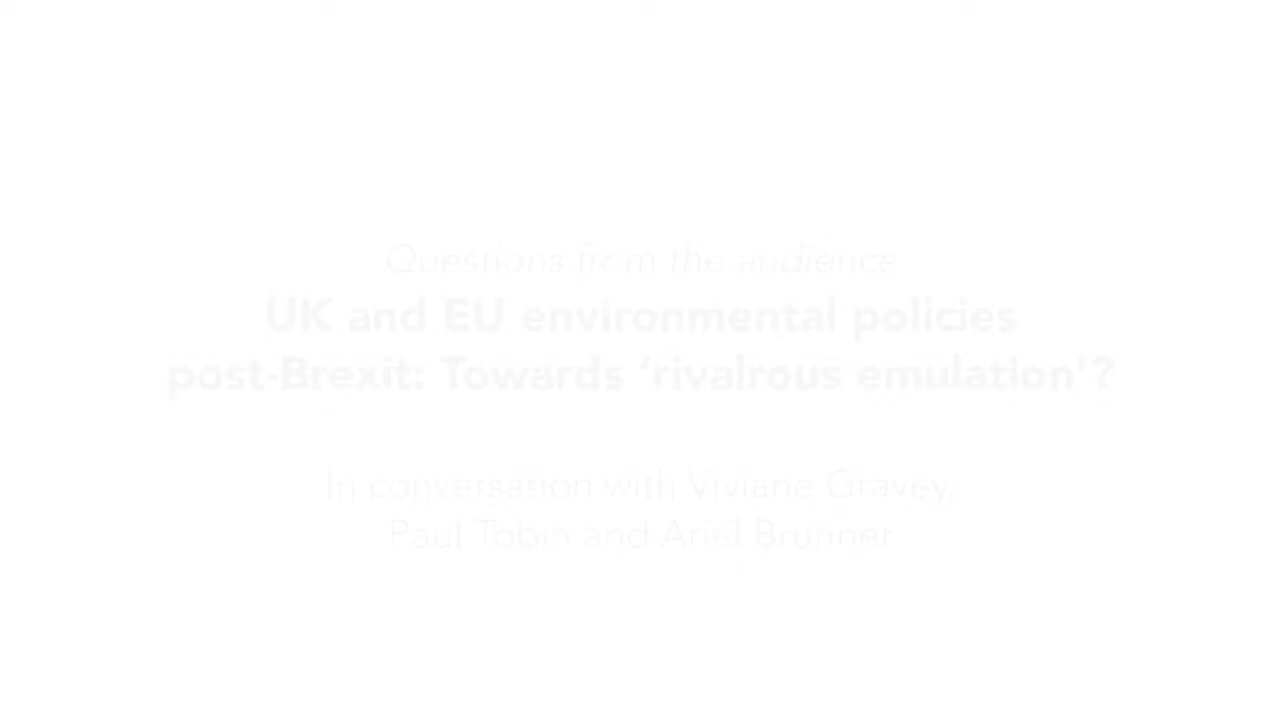 Questions from the audience
UK and EU environmental policies
post-Brexit: Towards ‘rivalrous emulation’?
In conversation with Viviane Gravey,
Paul Tobin and Ariel Brunner